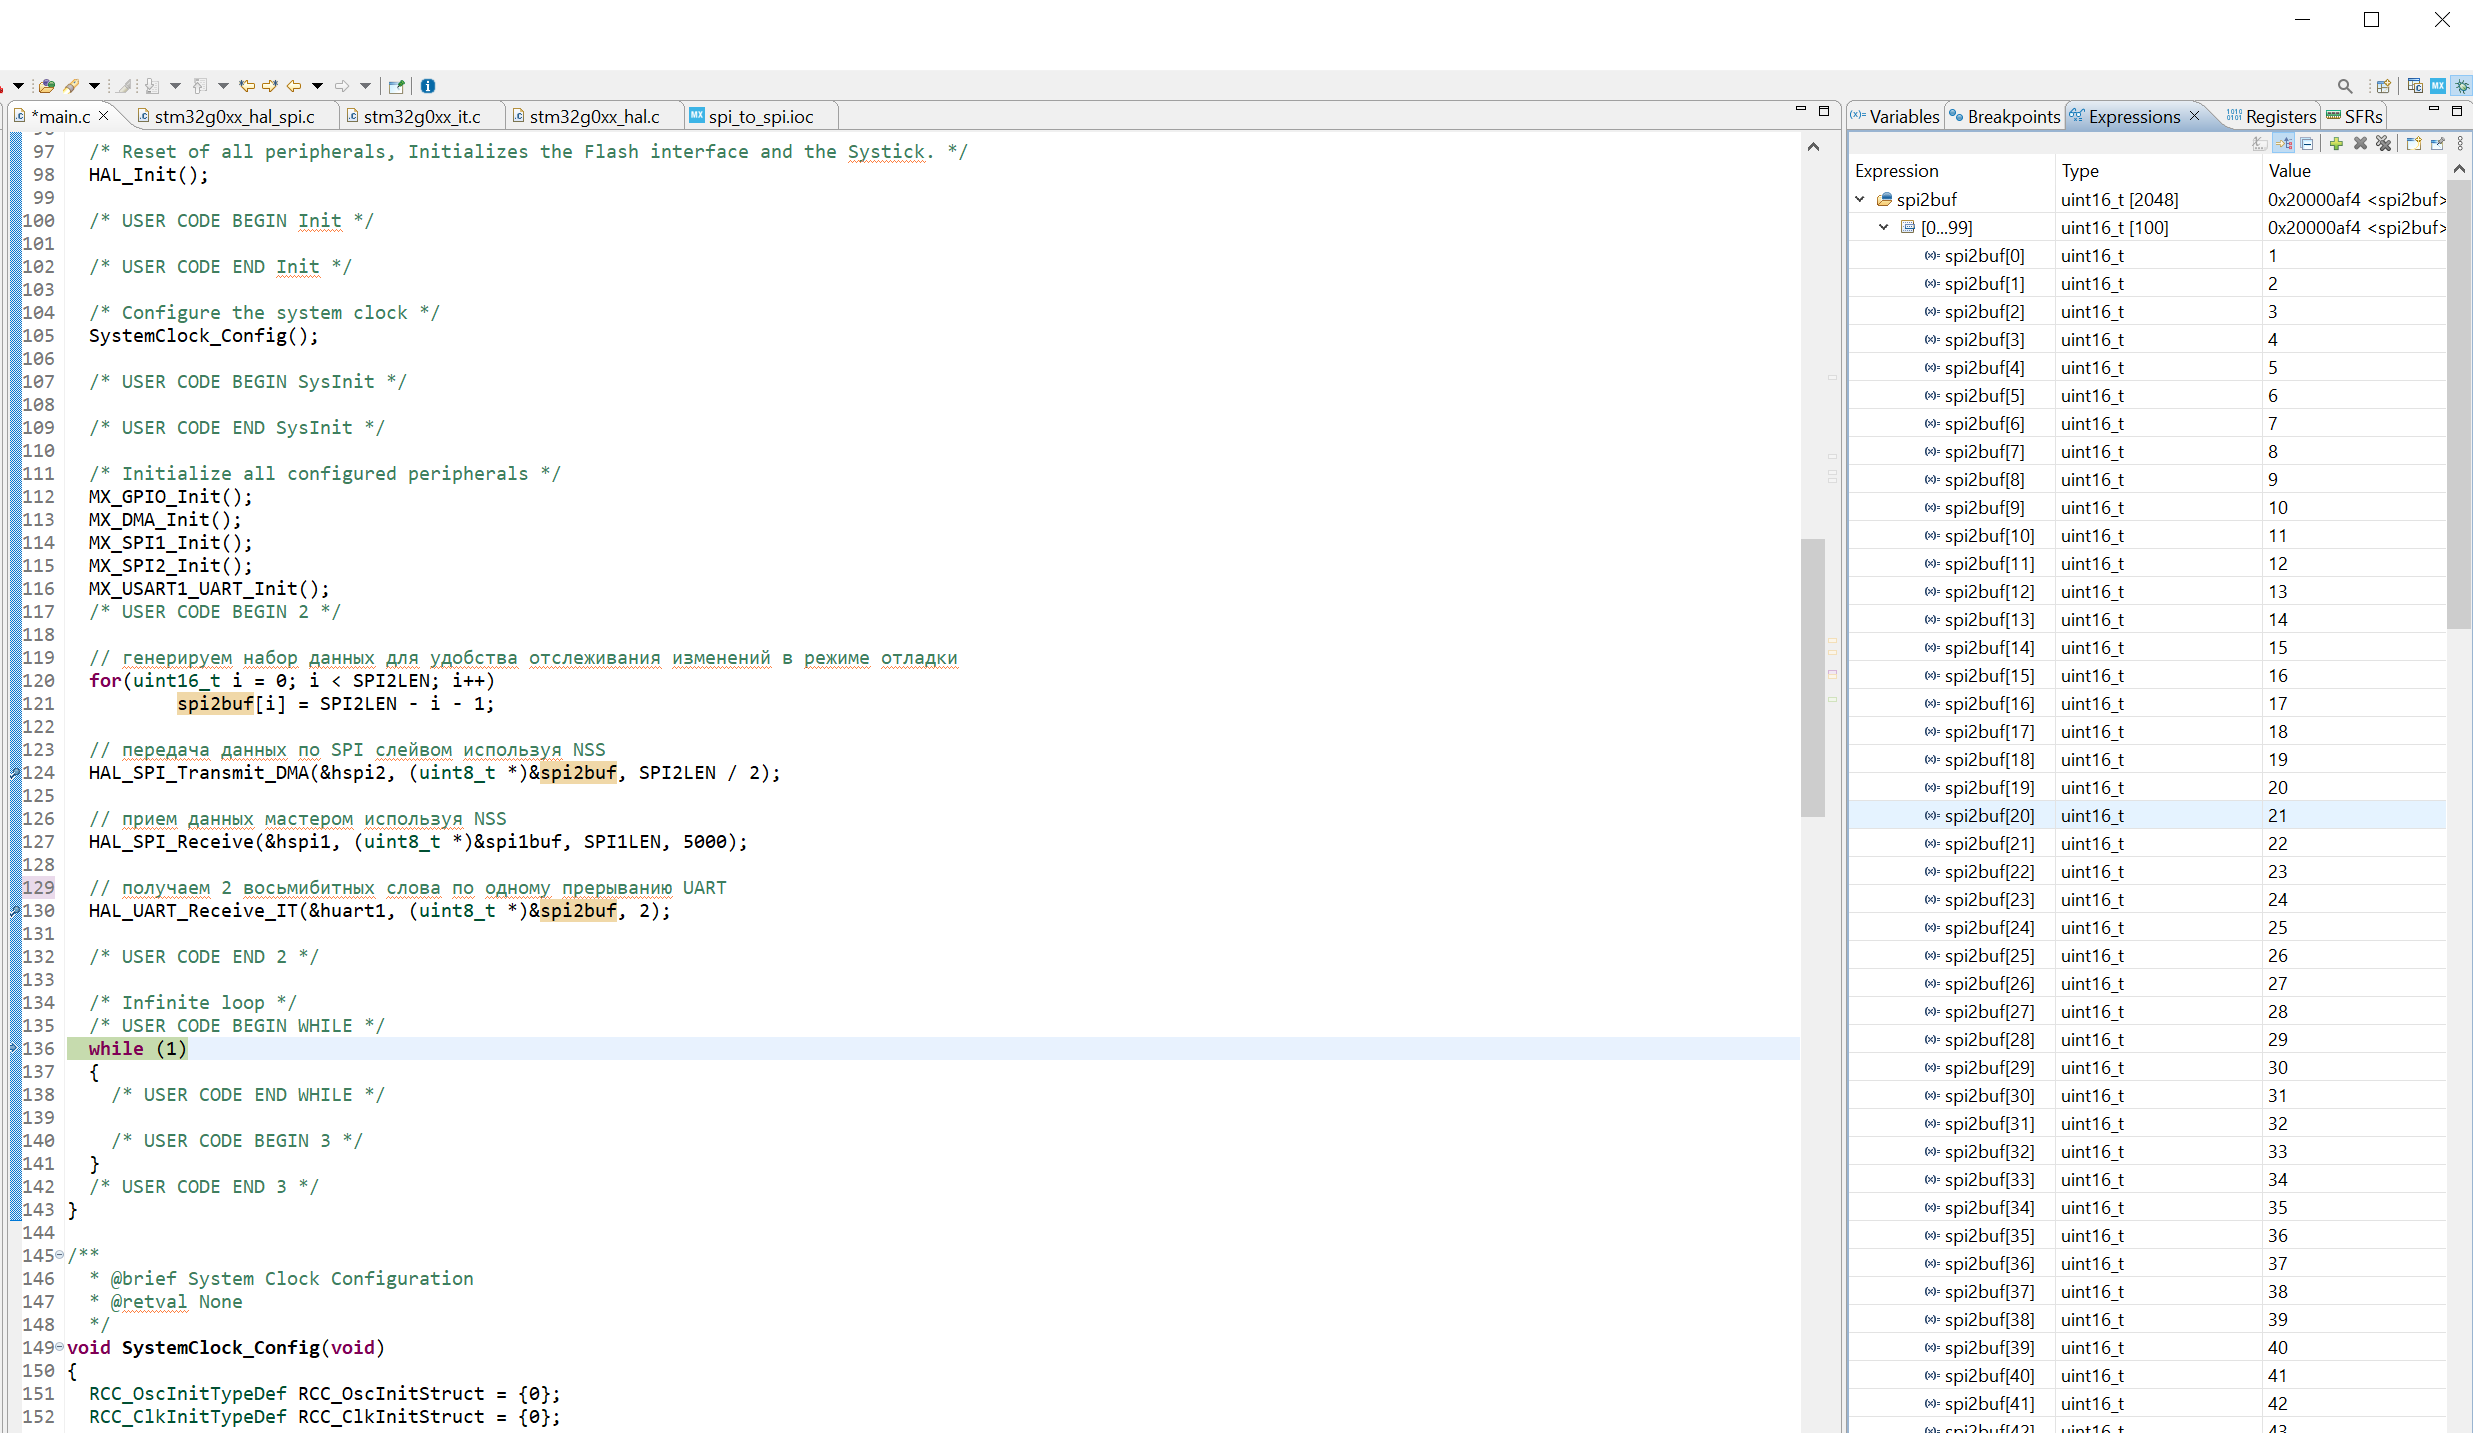 *main.c
stm32g0xx_hal_spi.c
stm32g0xx_it.c
stm32g0xx_hal.c
MX spi_to_spi.ioc
97 /* Reset of all peripherals, Initializes the Flash interface and the Systick. */
98 HAL_Init();
99
100 /* USER CODE BEGIN Init */
101
102 /* USER CODE END Init */
103
104 /* Configure the system clock */
105 SystemClock_Config();
106
107 /* USER CODE BEGIN SysInit */
108
109 /* USER CODE END SysInit */
110
111 /* Initialize all configured peripherals */
112 MX_GPIO_Init();
113 MX_DMA_Init();
114 MX_SPI1_Init();
115 MX_SPI2_Init();
116 MX_USART1_UART_Init();
117 /* USER CODE BEGIN 2 */
118
119 // генерируем набор данных для удобства отслеживания изменений в режиме отладки
120 for(uint16_t i = 0; i < SPI2LEN; i++)
121 spi2buf[i] = SPI2LEN - i - 1;
122
123 // передача данных по SPI слейвом используя NSS
124 HAL_SPI_Transmit_DMA(&hspi2, (uint8_t *)&spi2buf, SPI2LEN / 2);
125
126 // прием данных мастером используя NSS
127 HAL_SPI_Receive(&hspi1, (uint8_t *)&spi1buf, SPI1LEN, 5000);
128
129 // получаем 2 восьмибитных слова по одному прерыванию UART
130 HAL_UART_Receive_IT(&huart1, (uint8_t *)&spi2buf, 2);
131
132 /* USER CODE END 2 */
133
134 /* Infinite loop */
135 /* USER CODE BEGIN WHILE */
136 while (1)
137 {
138 /* USER CODE END WHILE */
139
140 /* USER CODE BEGIN 3 */
141 }
142 /* USER CODE END 3 */
143 }
144
145 /**
146 * @brief System Clock Configuration
147 * @retval None
148 */
149 void SystemClock_Config(void)
150 {
151 RCC_OscInitTypeDef RCC_OscInitStruct = {0};
152 RCC_ClkInitTypeDef RCC_ClkInitStruct = {0};
Variables Breakpoints Expressions Registers SFRs
Expression Type Value
spi2buf uint16_t [2048] 0x20000af4 <spi2buf>
[0...99] uint16_t [100] 0x20000af4 <spi2buf>
spi2buf[0] uint16_t 1
spi2buf[1] uint16_t 2
spi2buf[2] uint16_t 3
spi2buf[3] uint16_t 4
spi2buf[4] uint16_t 5
spi2buf[5] uint16_t 6
spi2buf[6] uint16_t 7
spi2buf[7] uint16_t 8
spi2buf[8] uint16_t 9
spi2buf[9] uint16_t 10
spi2buf[10] uint16_t 11
spi2buf[11] uint16_t 12
spi2buf[12] uint16_t 13
spi2buf[13] uint16_t 14
spi2buf[14] uint16_t 15
spi2buf[15] uint16_t 16
spi2buf[16] uint16_t 17
spi2buf[17] uint16_t 18
spi2buf[18] uint16_t 19
spi2buf[19] uint16_t 20
spi2buf[20] uint16_t 21
spi2buf[21] uint16_t 22
spi2buf[22] uint16_t 23
spi2buf[23] uint16_t 24
spi2buf[24] uint16_t 25
spi2buf[25] uint16_t 26
spi2buf[26] uint16_t 27
spi2buf[27] uint16_t 28
spi2buf[28] uint16_t 29
spi2buf[29] uint16_t 30
spi2buf[30] uint16_t 31
spi2buf[31] uint16_t 32
spi2buf[32] uint16_t 33
spi2buf[33] uint16_t 34
spi2buf[34] uint16_t 35
spi2buf[35] uint16_t 36
spi2buf[36] uint16_t 37
spi2buf[37] uint16_t 38
spi2buf[38] uint16_t 39
spi2buf[39] uint16_t 40
spi2buf[40] uint16_t 41
spi2buf[41] uint16_t 42